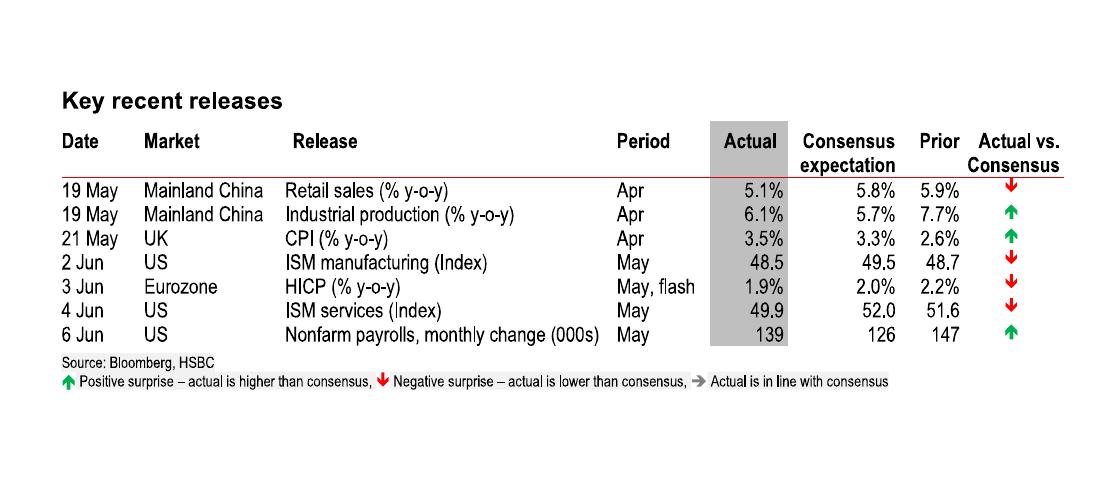 Key recent releases
Date Market Release Period Actual Consensus expectation Prior Actual vs. Consensus
19 May Mainland China Retail sales (% y-o-y) Apr 5.1% 5.8% 5.9%
19 May Mainland China Industrial production (% y-o-y) Apr 6.1% 5.7% 7.7%
21 May UK CPI (% y-o-y) Apr 3.5% 3.3% 2.6%
2 Jun US ISM manufacturing (Index) May 48.5 49.5 48.7
3 Jun Eurozone HICP (% y-o-y) May, flash 1.9% 2.0% 2.2%
4 Jun US ISM services (Index) May 49.9 52.0 51.6
6 Jun US Nonfarm payrolls, monthly change (000s) May 139 126 147
Source: Bloomberg, HSBC
Positive surprise – actual is higher than consensus, Negative surprise – actual is lower than consensus, Actual is in line with consensus